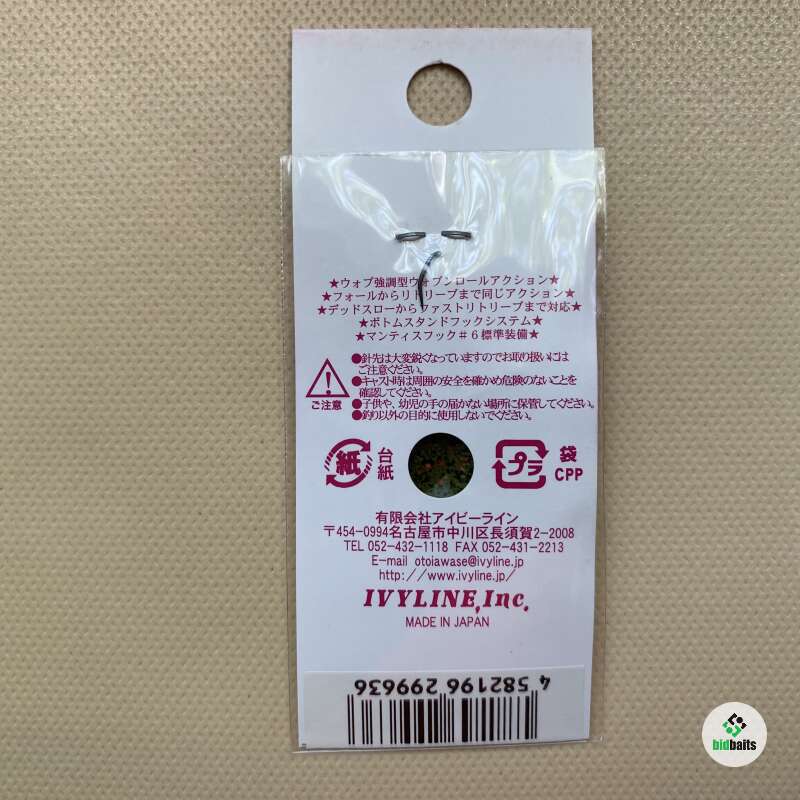 ★ウォブ強調型ウォブンロールアクション★
★フォールからリトリーブまで同じアクション★
★デッドスローからファストリトリーブまで対応★
★ボトムスタンドフックシステム★
★マンティスフック＃６標準装備★
●針先は大変鋭くなっていますのでお取り扱いには
ご注意ください。
●キャスト時は周囲の安全を確かめ危険のないことを
確認してください。
●子供や、幼児の手の届かない場所に保管してください。
●釣り以外の目的に使用しないでください。
ご注意
紙
台紙
プラ
袋
CPP
有限会社アイビーライン
〒454-0994名古屋市中川区長須賀2-2008
TEL 052-432-1118 FAX 052-431-2213
E-mail otoiawase@ivyline.jp
http://www.ivyline.jp/
IVYLINE,Inc.
MADE IN JAPAN
4 582196 299636
bidbaits